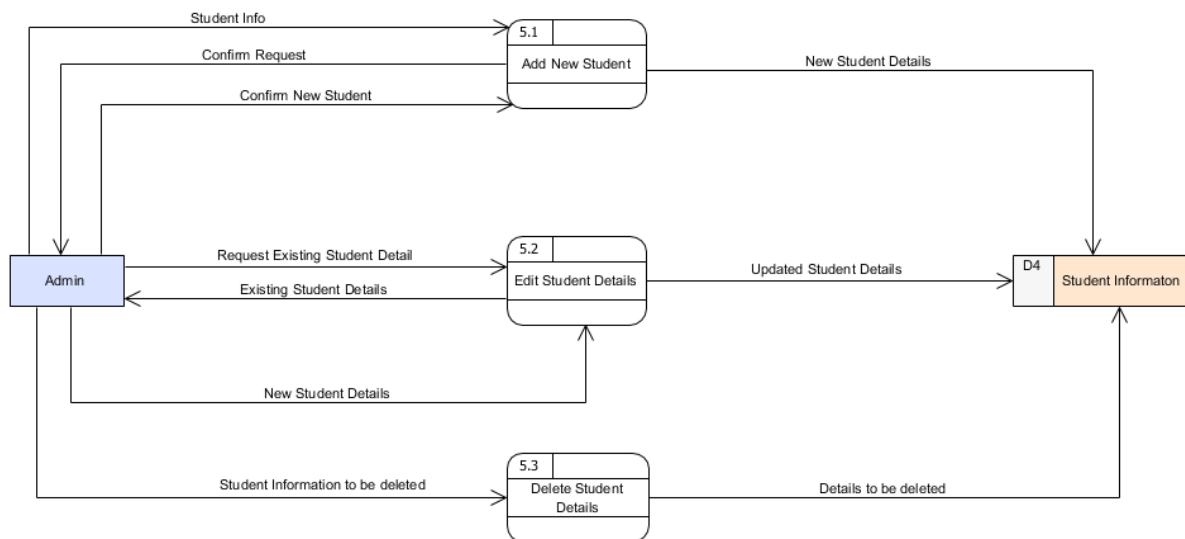 Student Info
5.1
Confirm Request
Add New Student
New Student Details
Confirm New Student
5.2
Request Existing Student Detail
Edit Student Details
Updated Student Details
Admin
Existing Student Details
D4
Student Informaton
New Student Details
5.3
Student Information to be deleted
Delete Student
Details
Details to be deleted